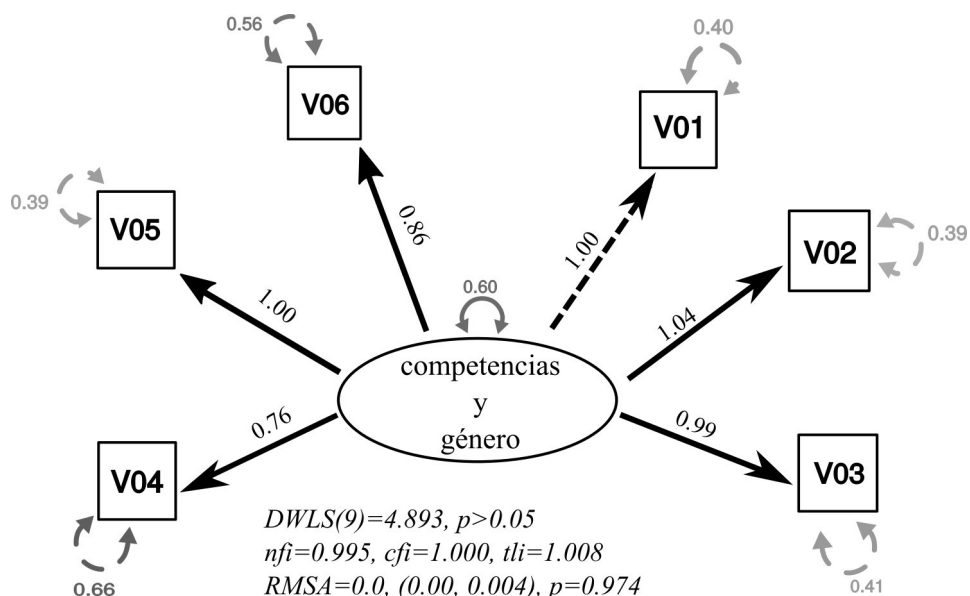 0.56
0.40
V06
V01
0.39
V05
0.86
1.00
V02
0.39
1.00
0.60
1.04
competencias
y
género
0.76
0.99
V04
V03
0.66
0.41
DWLS(9)=4.893, p>0.05
nfi=0.995, cfi=1.000, tli=1.008
RMSA=0.0, (0.00, 0.004), p=0.974